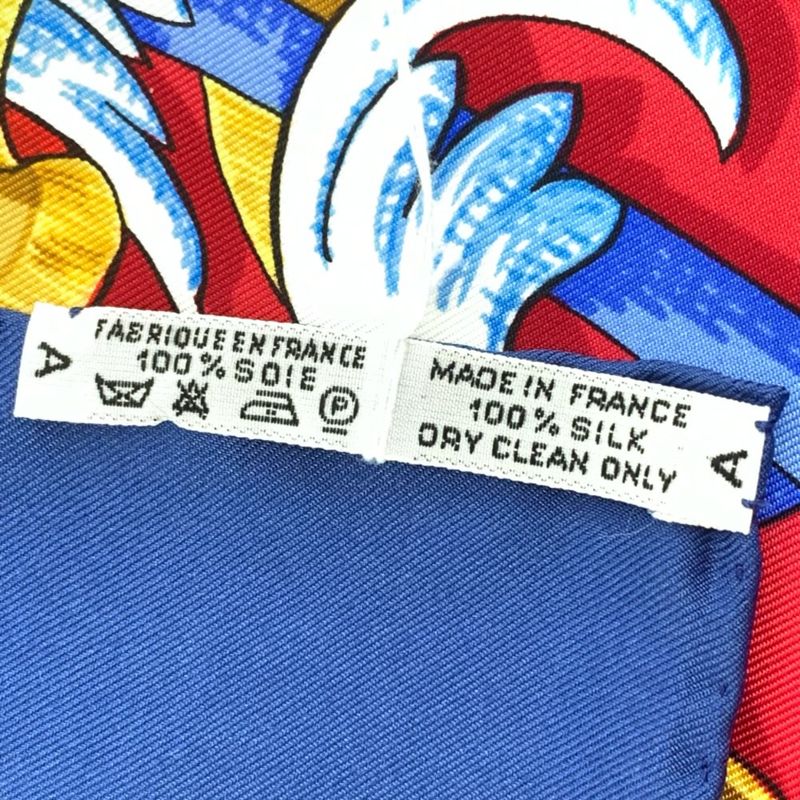 A
FABRIQUE EN FRANCE
100% SOIE
P
MADE IN FRANCE
100% SILK
DRY CLEAN ONLY
A